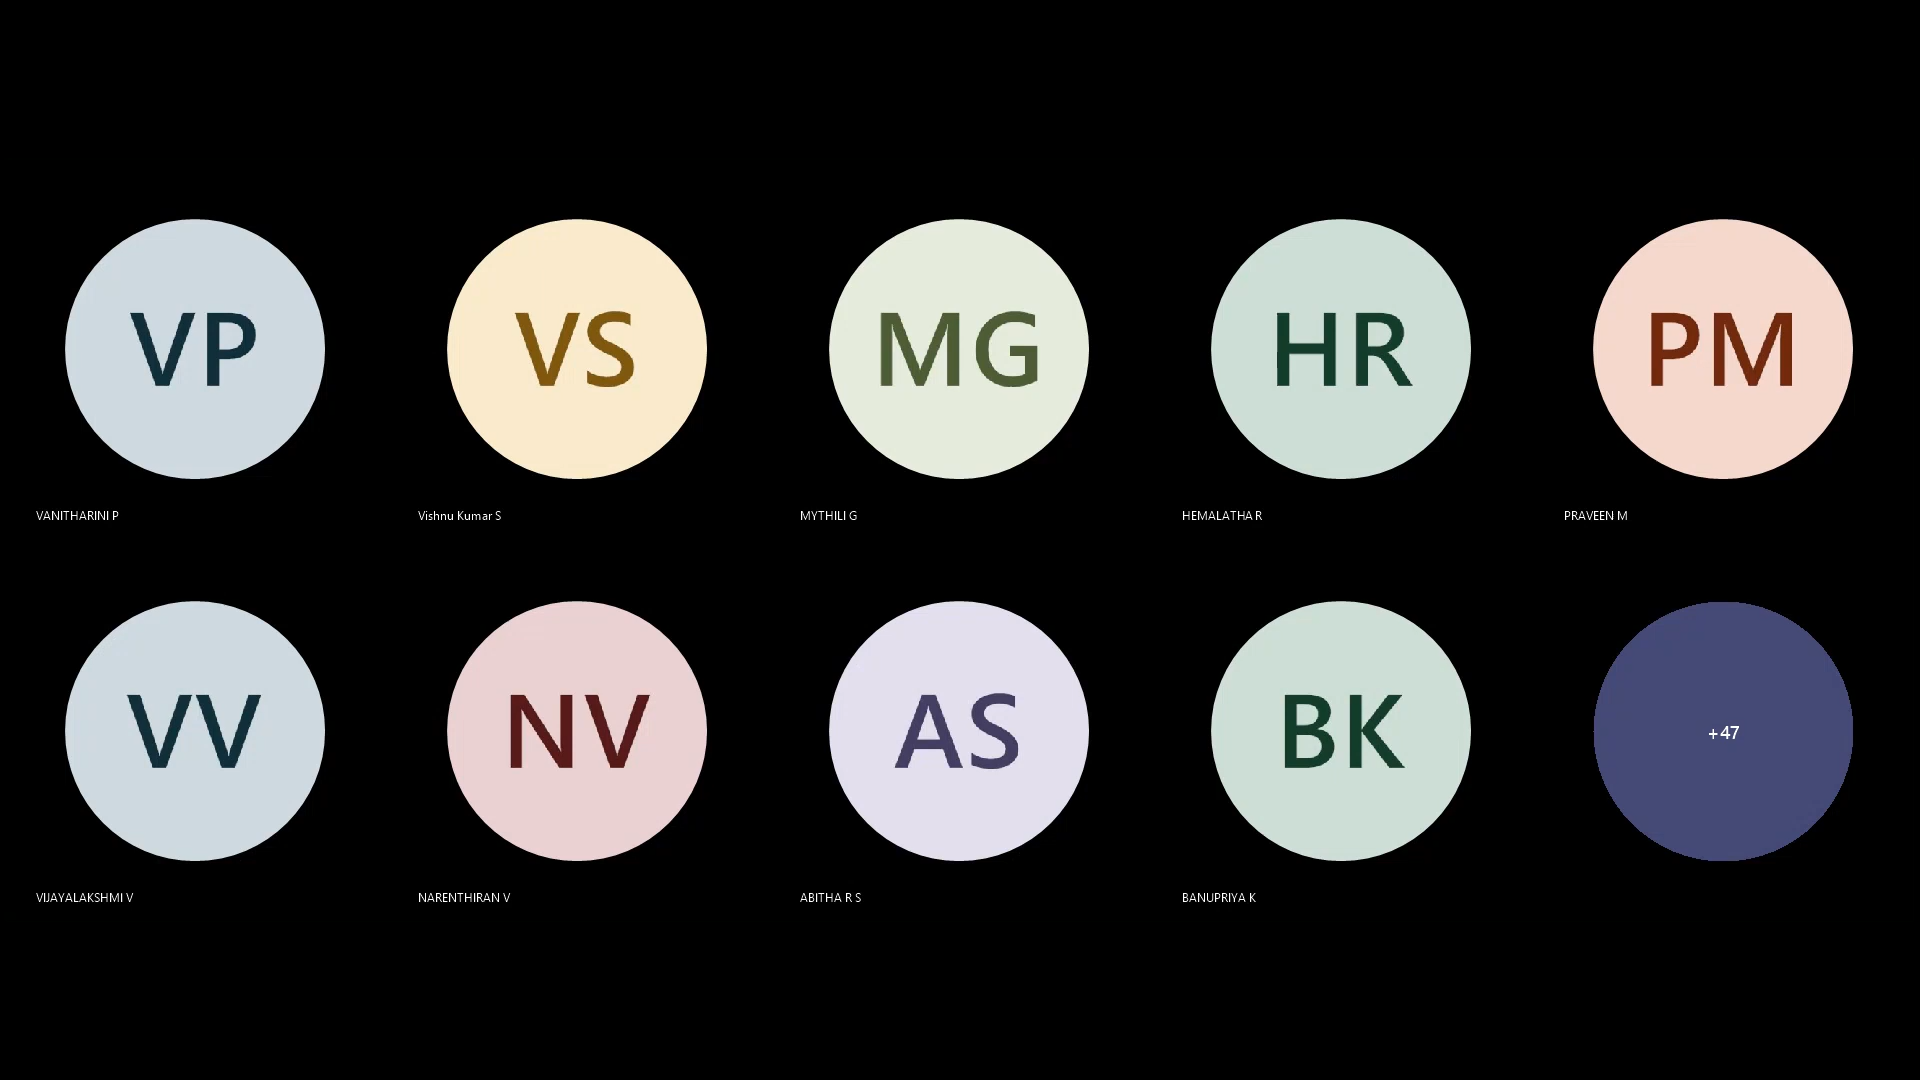 VP
VS
MG
HR
PM
VANITHARINI P
Vishnu Kumar S
MYTHILI G
HEMALATHA R
PRAVEEN M
VV
NV
AS
BK
+47
VIJAYALAKSHMI V
NARENTHIRAN V
ABITHA R S
BANUPRIYA K